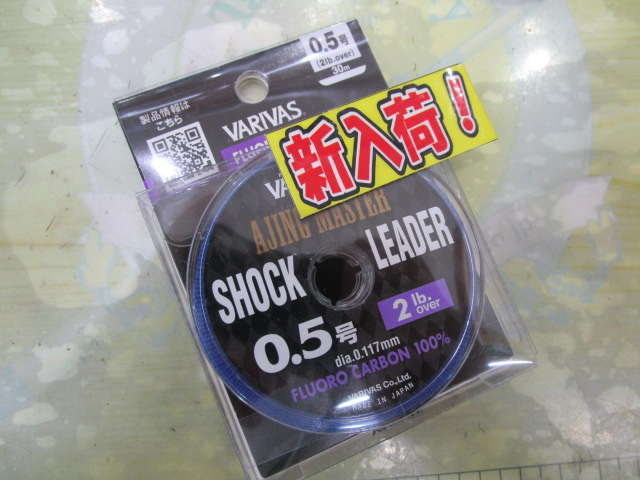 0.5号
(2lb.over)
30m
製品情報は
こちら
VARIVAS
FLUORO
新入荷!
VARIVAS
AJING MASTER
SHOCK LEADER
2 lb. over
0.5号
dia.0.117mm
FLUORO CARBON 100%
VARIVAS Co.,Ltd.
MADE IN JAPAN